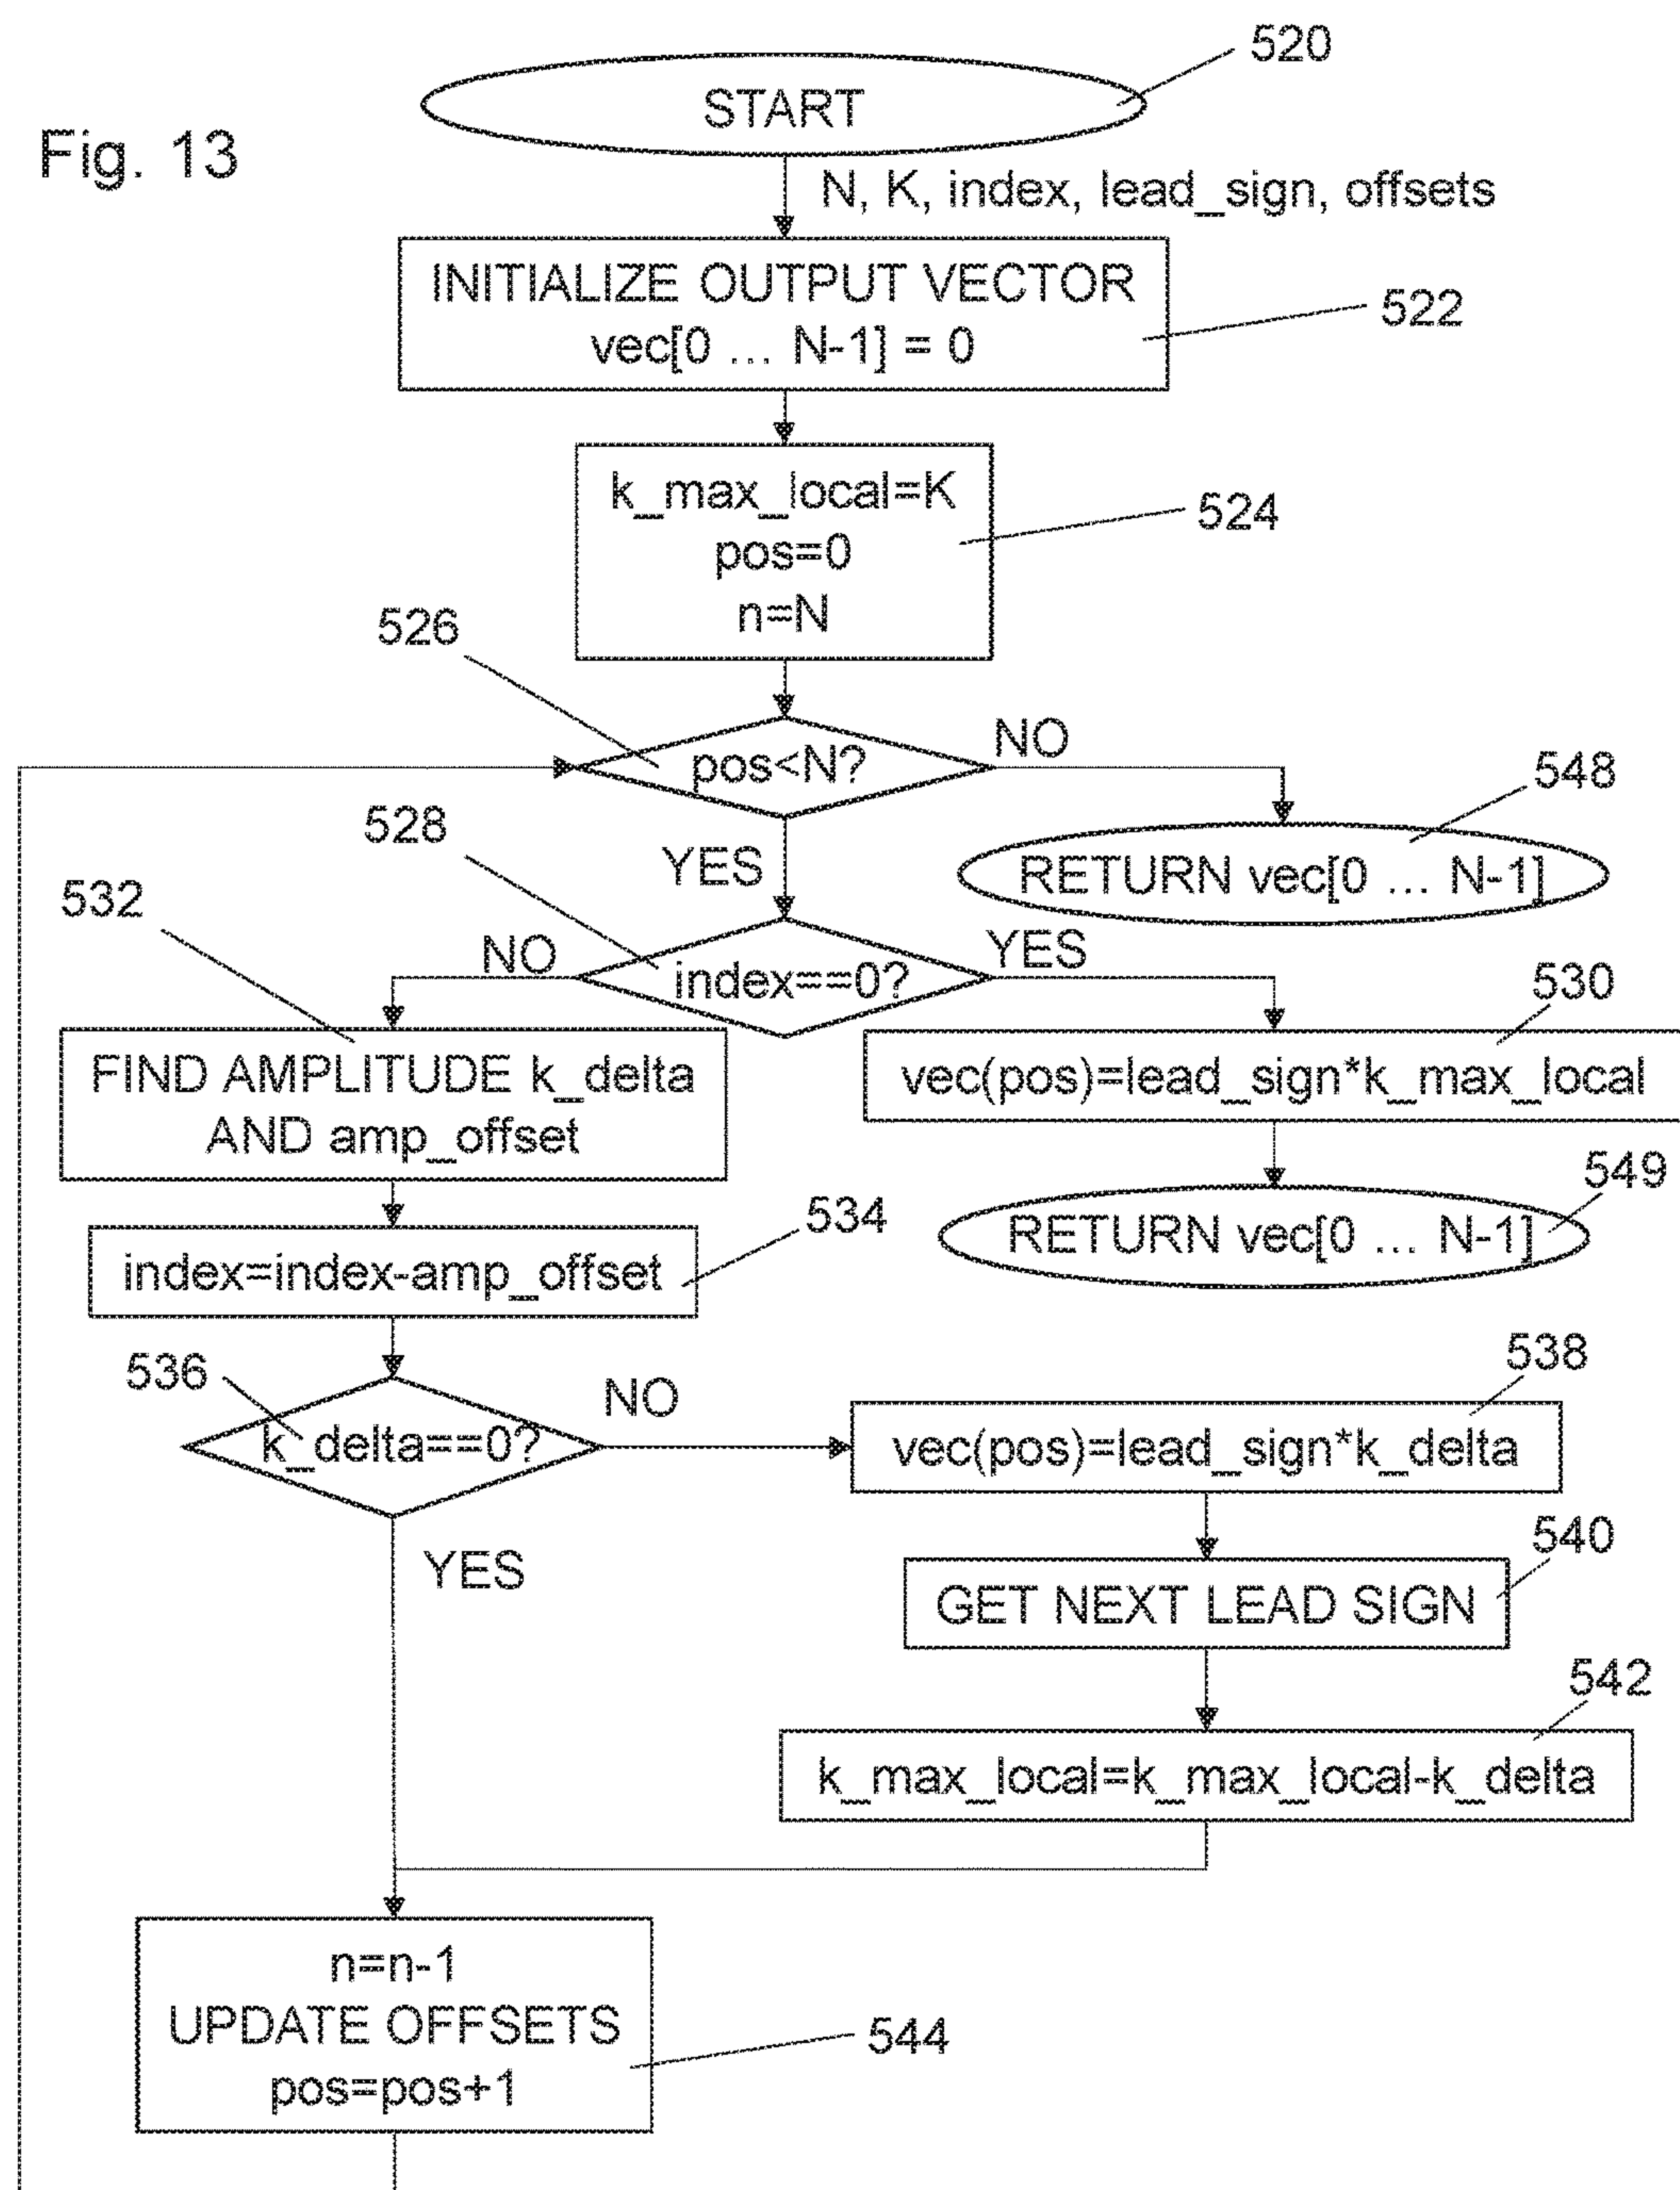 Fig. 13
520
START
N, K, index, lead_sign, offsets
INITIALIZE OUTPUT VECTOR
vec[0 ... N-1] = 0
522
k_max_local=K
pos=0
n=N
524
526
pos<N?
NO
548
RETURN vec[0 ... N-1]
YES
528
532
NO
index==0?
YES
530
FIND AMPLITUDE k_delta
AND amp_offset
vec(pos)=lead_sign*k_max_local
549
RETURN vec[0 ... N-1]
534
index=index-amp_offset
536
k_delta==0?
NO
538
vec(pos)=lead_sign*k_delta
YES
540
GET NEXT LEAD SIGN
542
k_max_local=k_max_local-k_delta
n=n-1
UPDATE OFFSETS
pos=pos+1
544